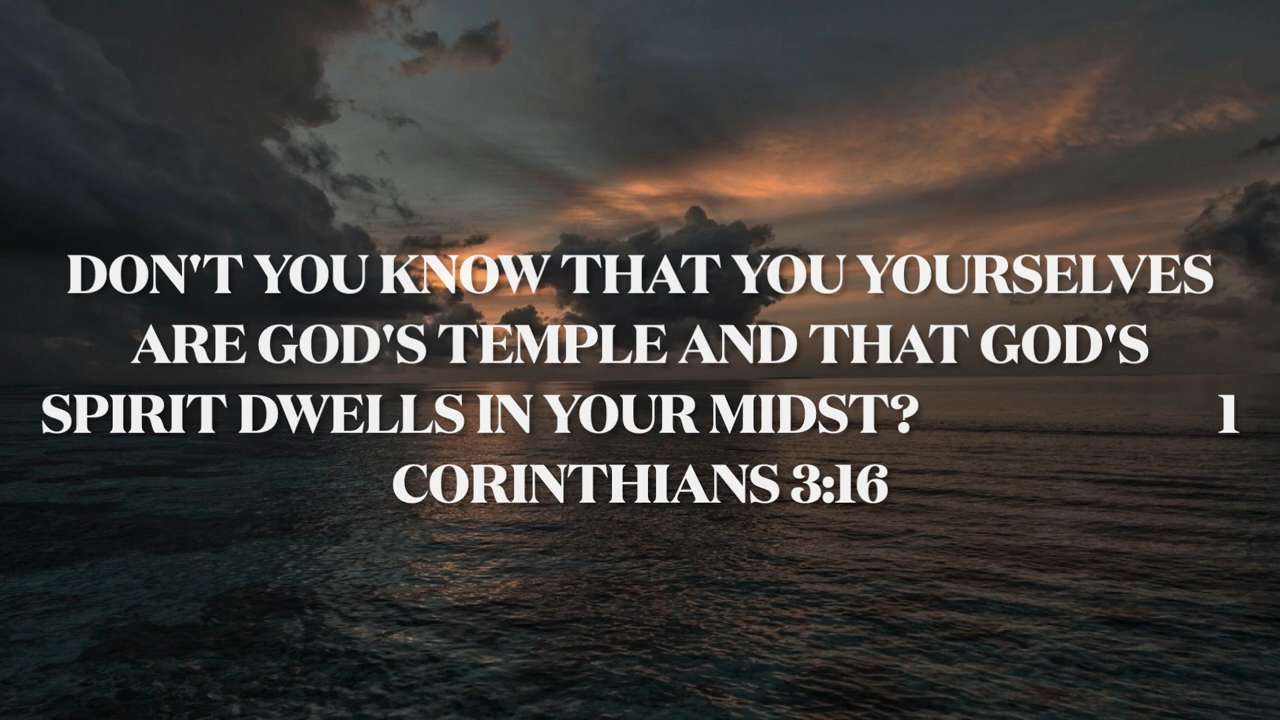 DON'T YOU KNOW THAT YOU YOURSELVES
ARE GOD'S TEMPLE AND THAT GOD'S
SPIRIT DWELLS IN YOUR MIDST? 1
CORINTHIANS 3:16